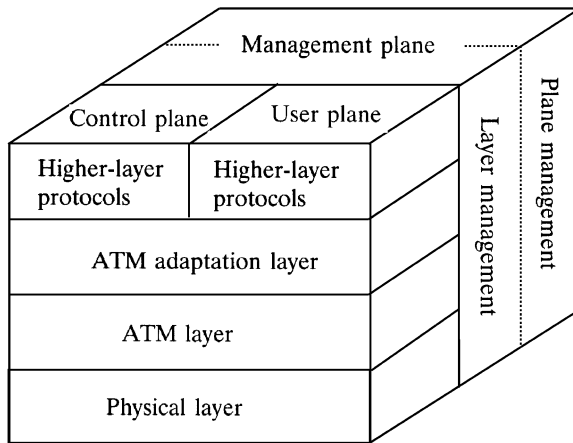 Management plane
Control plane
User plane
Higher-layer
protocols
Higher-layer
protocols
ATM adaptation layer
ATM layer
Physical layer
Layer management
Plane management